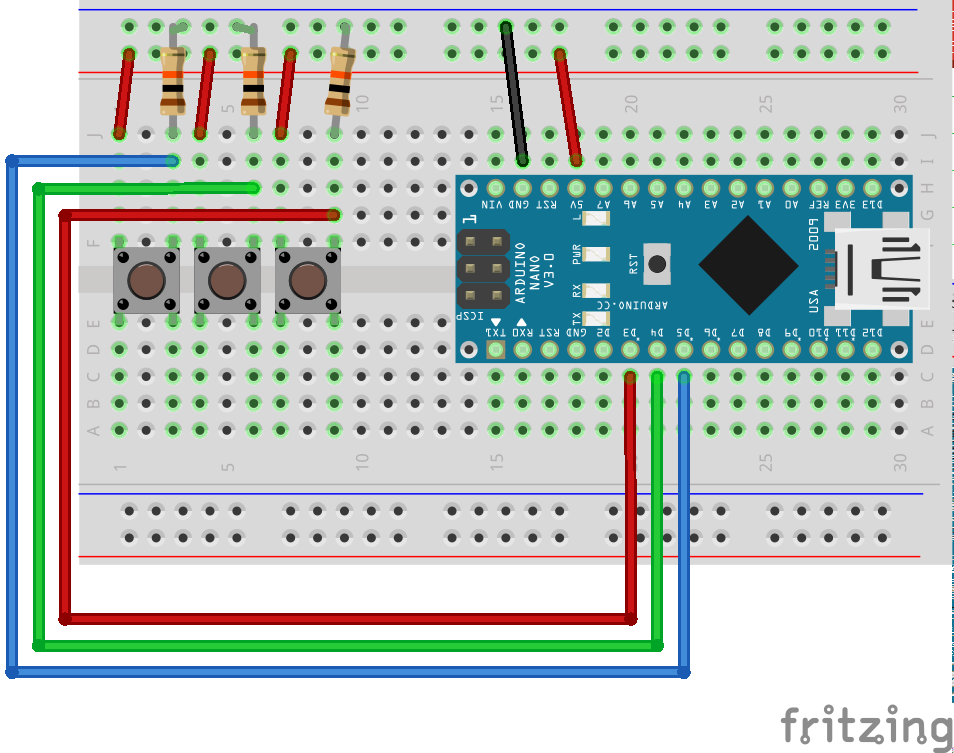 5 10 15 20 25 30
J J
I I
H H
VIN GND RST 5V A7 A6 A5 A4 A3 A2 A1 A0 REF 3V3 D13
G
1 L
F
ARDUINO
NANO
V3.0
PWR
RST
RX
TX
ARDUINO.CC
USB
ICSP
E E
TX1 RX0 RST GND D2 D3 D4 D5 D6 D7 D8 D9 D10 D11 D12
D D
C C
B B
A A
1 5 10 15 20 25 30
fritzing